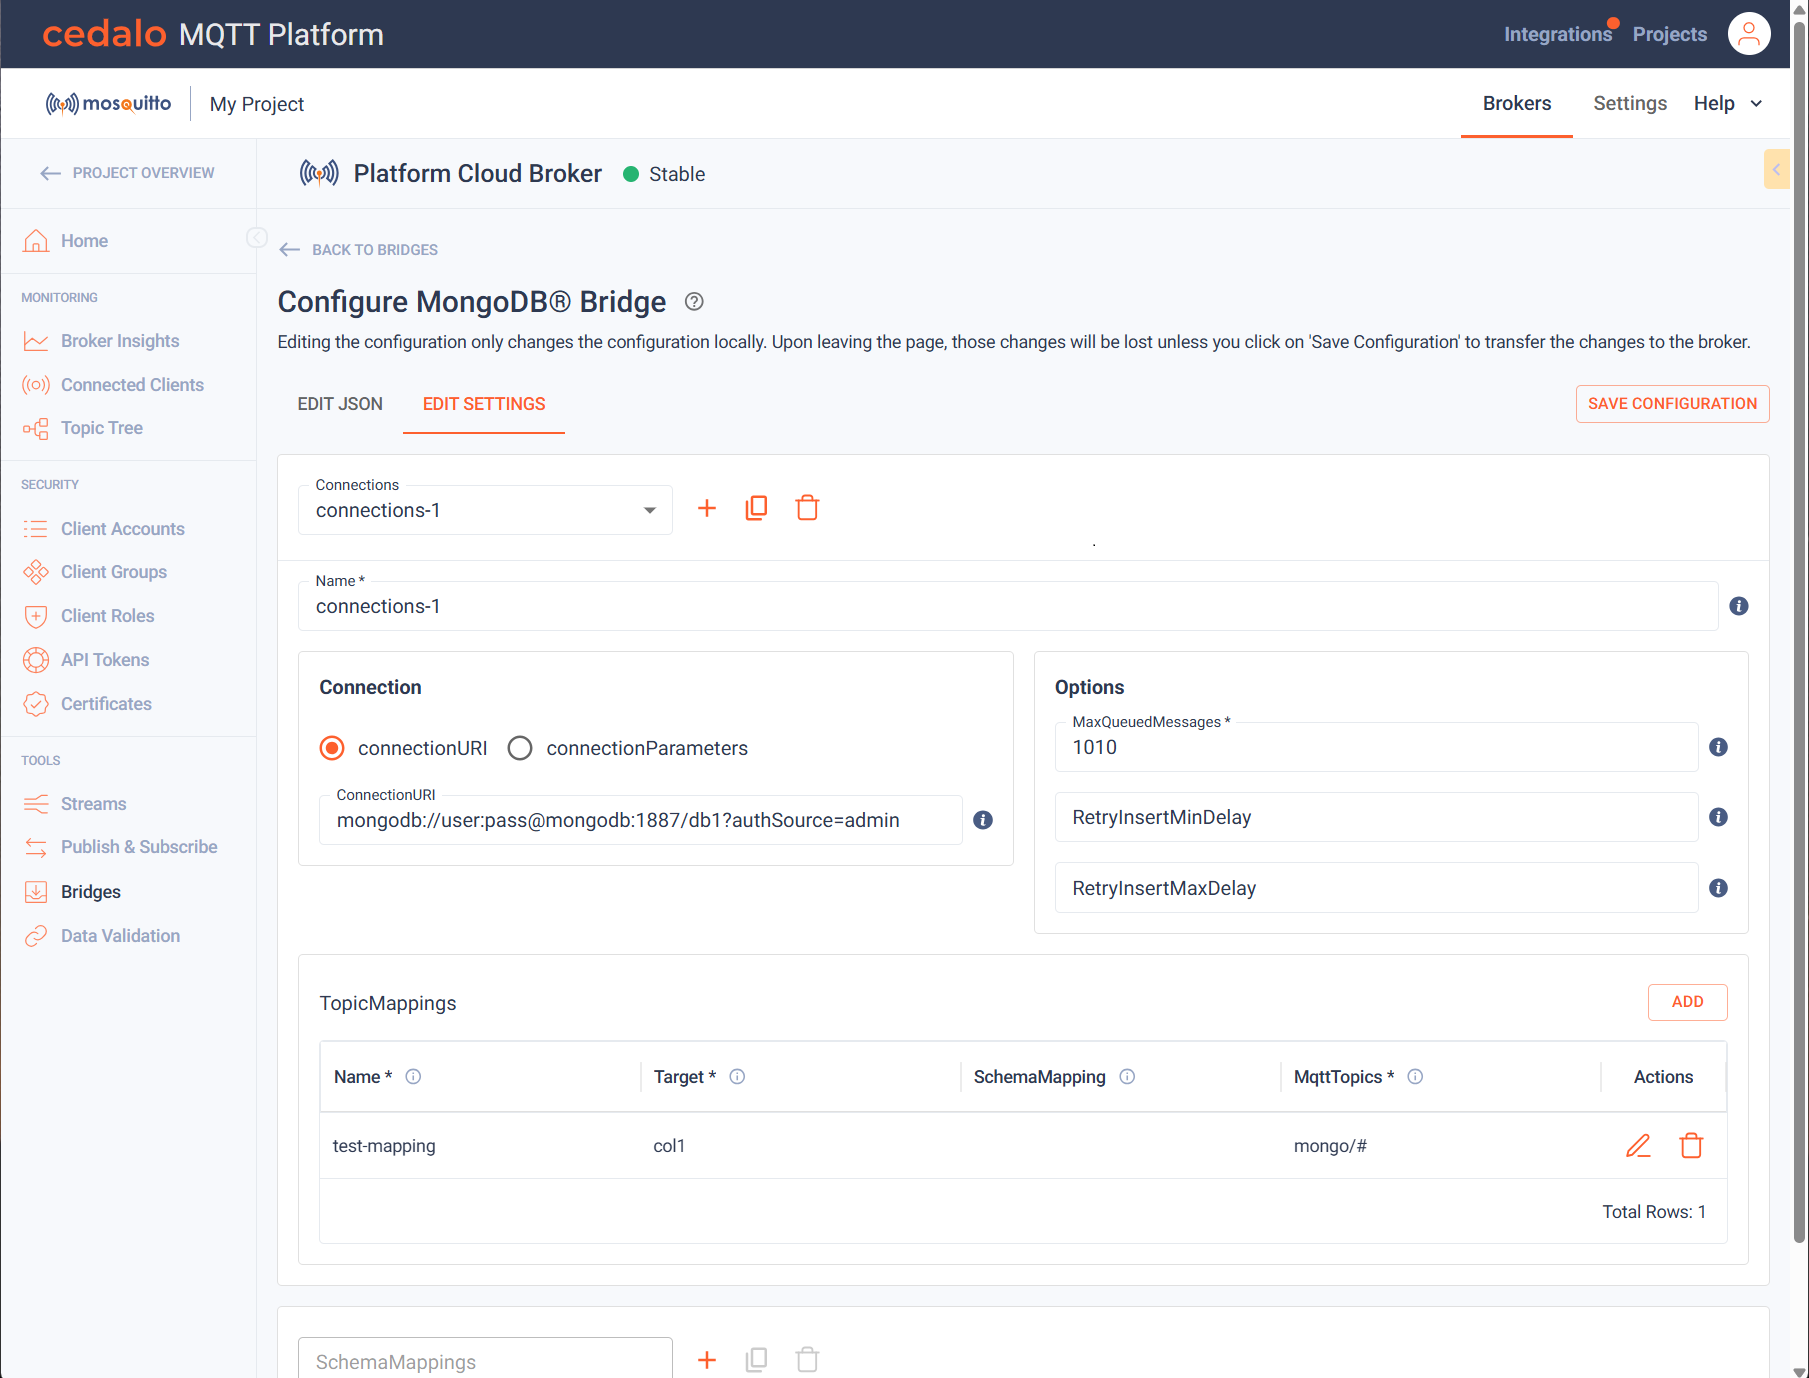 cedalo MQTT Platform
Integrations Projects
mosquitto My Project
Brokers Settings Help
PROJECT OVERVIEW
Platform Cloud Broker Stable
Home
BACK TO BRIDGES
MONITORING
Configure MongoDB® Bridge
Broker Insights
Editing the configuration only changes the configuration locally. Upon leaving the page, those changes will be lost unless you click on 'Save Configuration' to transfer the changes to the broker.
Connected Clients
EDIT JSON EDIT SETTINGS SAVE CONFIGURATION
Topic Tree
SECURITY
Connections
connections-1
Client Accounts
Client Groups
Name *
connections-1
Client Roles
API Tokens
Certificates
Connection
Options
MaxQueuedMessages *
1010
connectionURI connectionParameters
TOOLS
Streams
ConnectionURI
mongodb://user:pass@mongodb:1887/db1?authSource=admin
RetryInsertMinDelay
Publish & Subscribe
Bridges
RetryInsertMaxDelay
Data Validation
TopicMappings
ADD
Name * Target * SchemaMapping MqttTopics * Actions
test-mapping col1 mongo/#
Total Rows: 1
SchemaMappings